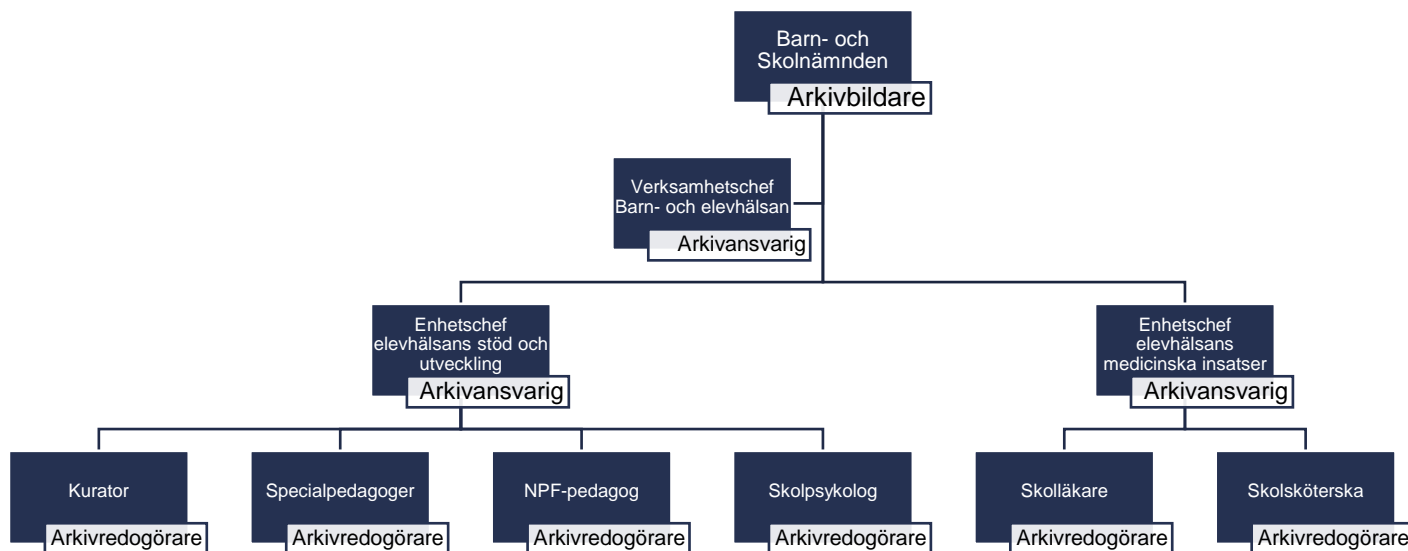 Barn- och
Skolnämnden
Arkivbildare
Verksamhetschef
Barn- och elevhälsan
Arkivansvarig
Enhetschef
elevhälsans stöd och
utveckling
Arkivansvarig
Enhetschef
elevhälsans
medicinska insatser
Arkivansvarig
Kurator
Arkivredogörare
Specialpedagoger
Arkivredogörare
NPF-pedagog
Arkivredogörare
Skolpsykolog
Arkivredogörare
Skolläkare
Arkivredogörare
Skolsköterska
Arkivredogörare